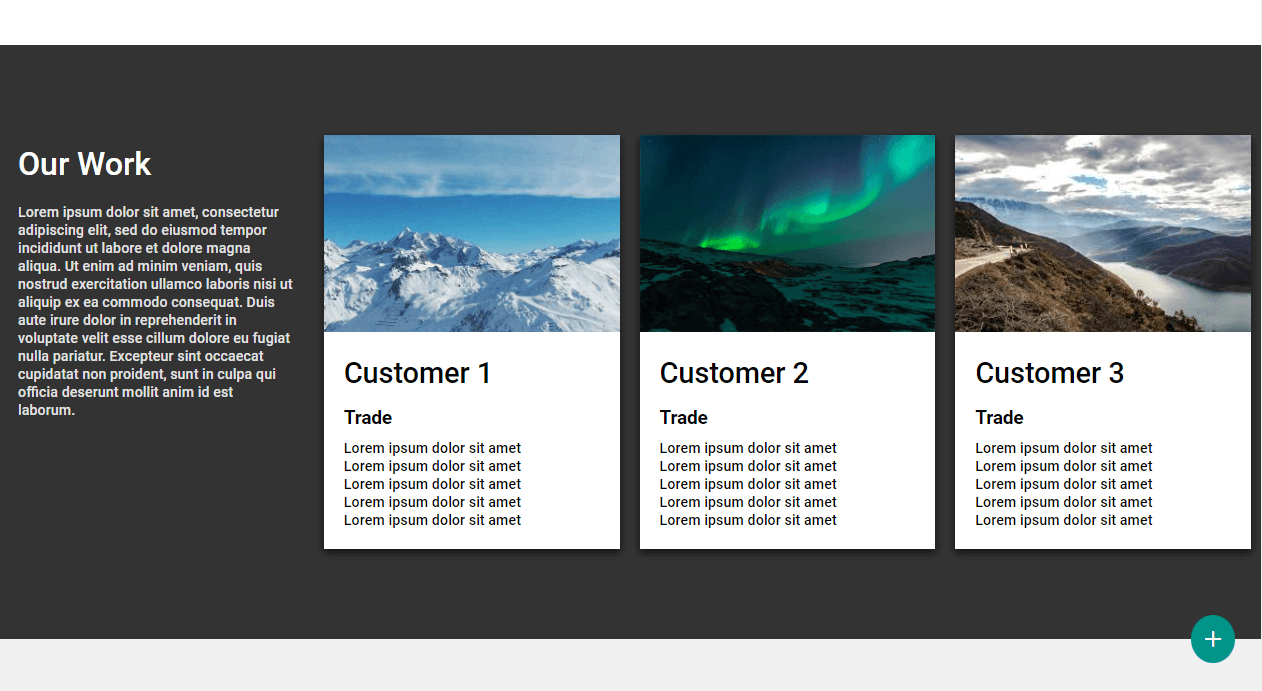 Our Work
Lorem ipsum dolor sit amet, consectetur
adipiscing elit, sed do eiusmod tempor
incididunt ut labore et dolore magna
aliqua. Ut enim ad minim veniam, quis
nostrud exercitation ullamco laboris nisi ut
aliquip ex ea commodo consequat. Duis
aute irure dolor in reprehenderit in
voluptate velit esse cillum dolore eu fugiat
nulla pariatur. Excepteur sint occaecat
cupidatat non proident, sunt in culpa qui
officia deserunt mollit anim id est
laborum.
Customer 1
Trade
Lorem ipsum dolor sit amet
Lorem ipsum dolor sit amet
Lorem ipsum dolor sit amet
Lorem ipsum dolor sit amet
Lorem ipsum dolor sit amet
Customer 2
Trade
Lorem ipsum dolor sit amet
Lorem ipsum dolor sit amet
Lorem ipsum dolor sit amet
Lorem ipsum dolor sit amet
Lorem ipsum dolor sit amet
Customer 3
Trade
Lorem ipsum dolor sit amet
Lorem ipsum dolor sit amet
Lorem ipsum dolor sit amet
Lorem ipsum dolor sit amet
Lorem ipsum dolor sit amet
+